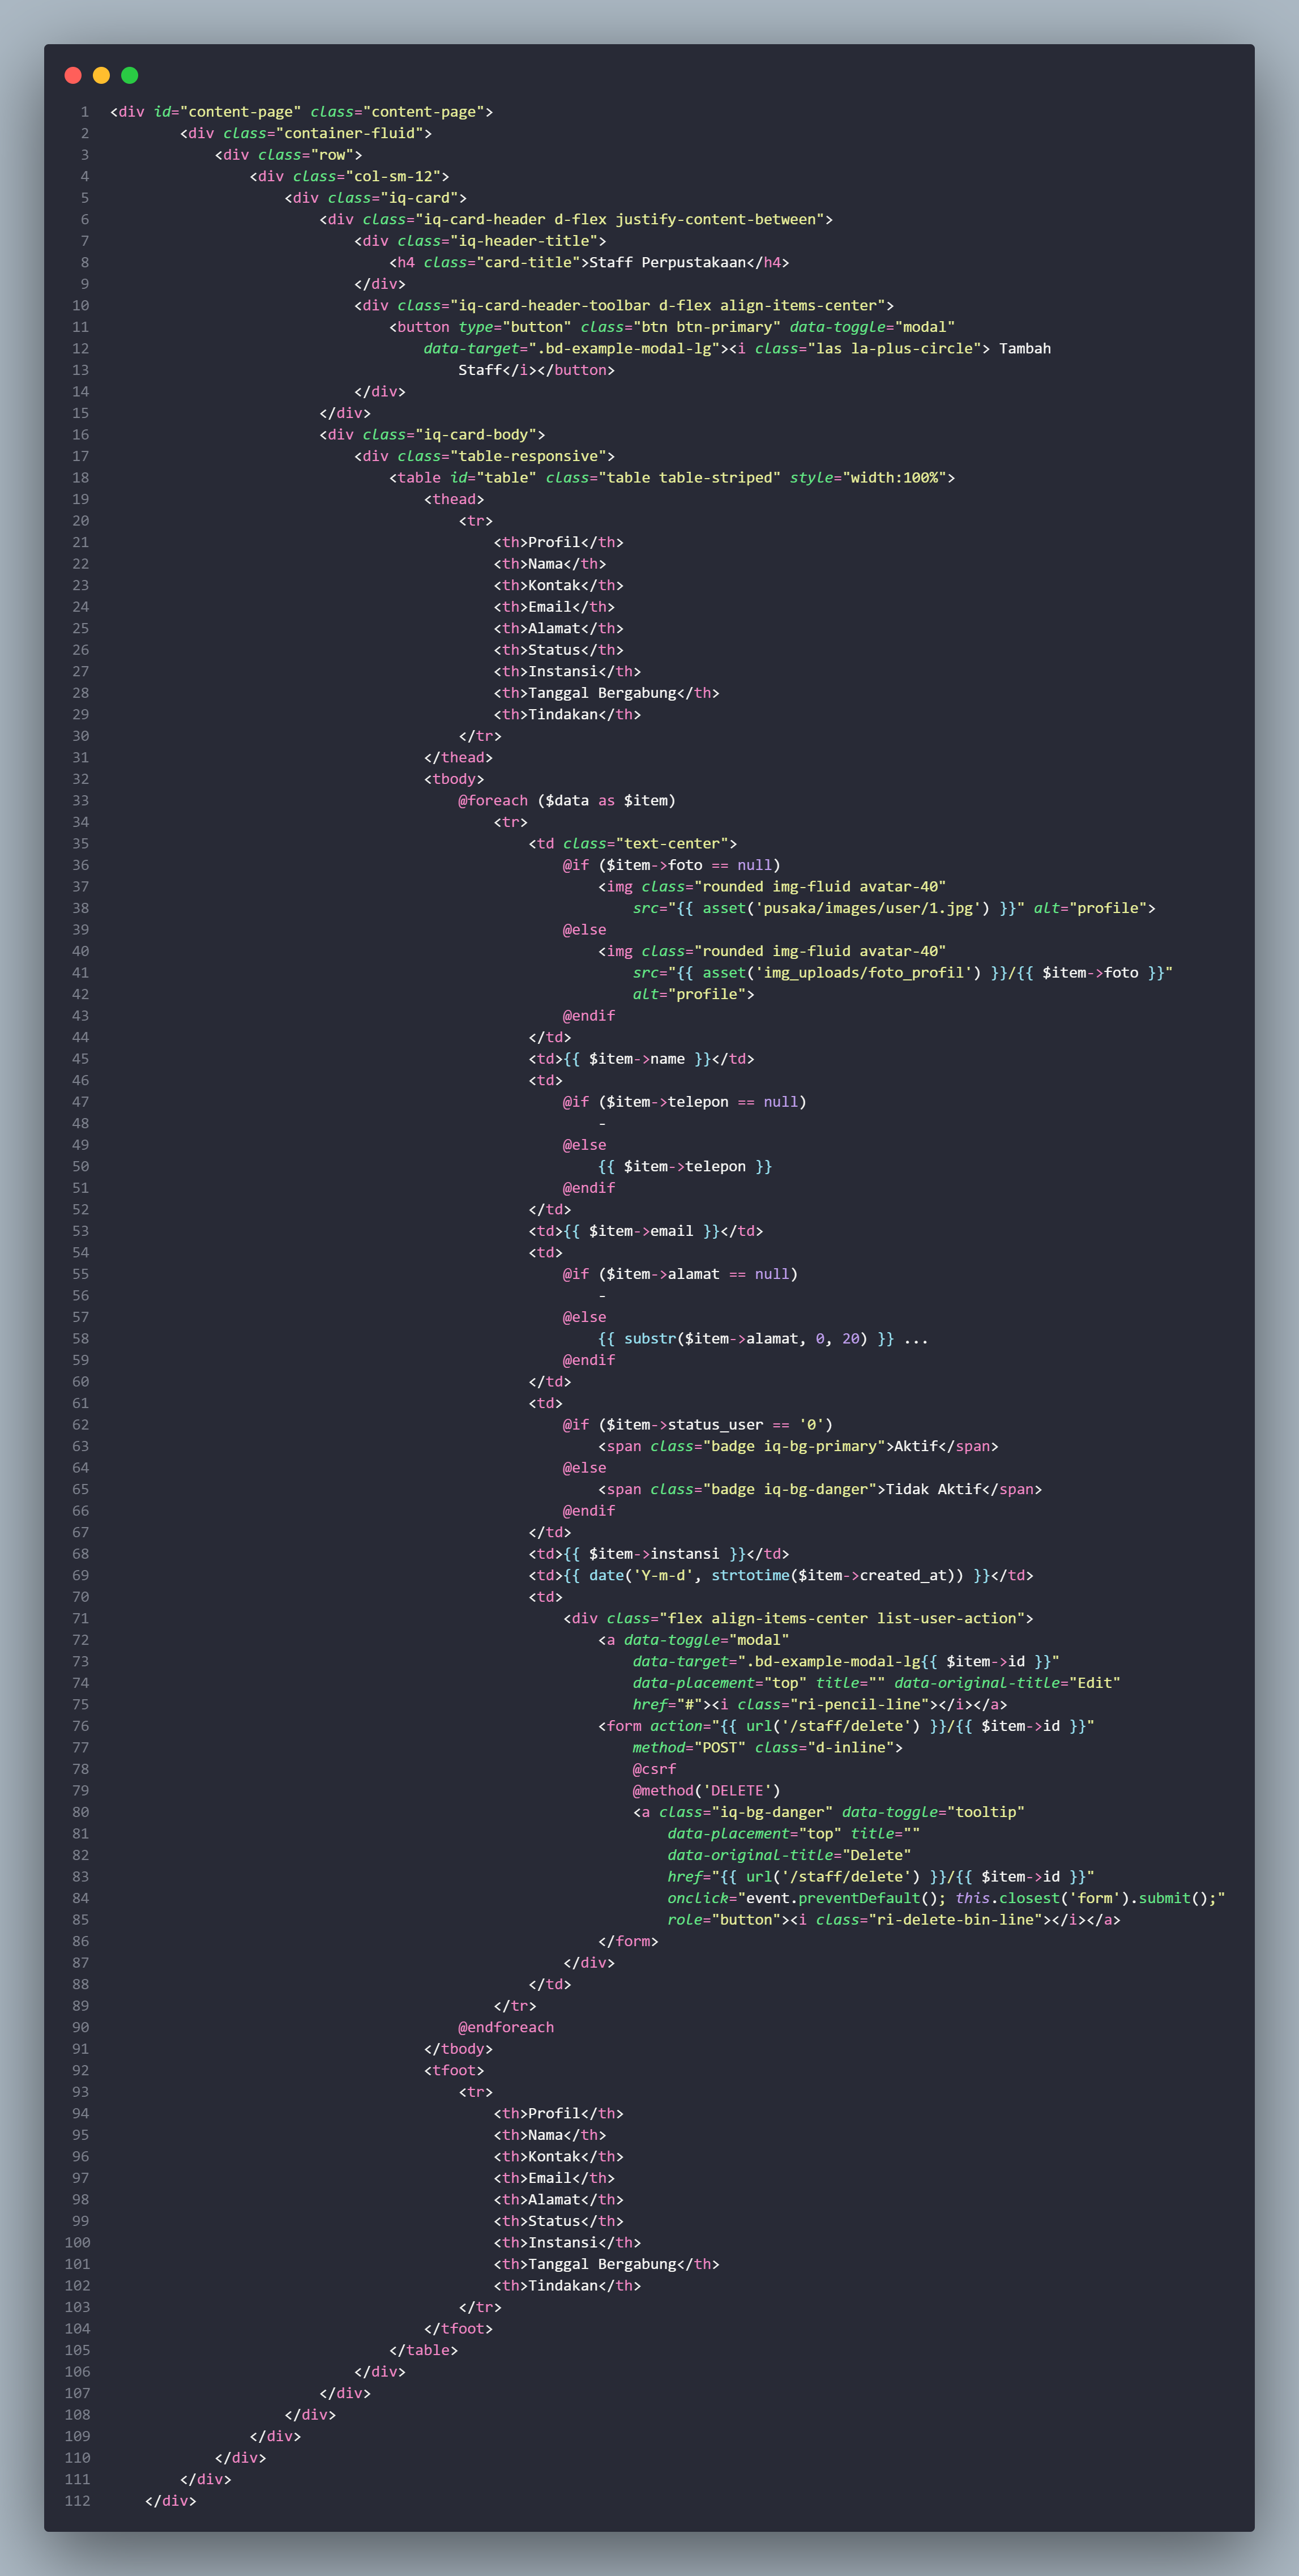 1 <div id="content-page" class="content-page">
2 <div class="container-fluid">
3 <div class="row">
4 <div class="col-sm-12">
5 <div class="iq-card">
6 <div class="iq-card-header d-flex justify-content-between">
7 <div class="iq-header-title">
8 <h4 class="card-title">Staff Perpustakaan</h4>
9 </div>
10 <div class="iq-card-header-toolbar d-flex align-items-center">
11 <button type="button" class="btn btn-primary" data-toggle="modal"
12 data-target=".bd-example-modal-lg"><i class="las la-plus-circle"> Tambah
13 Staff</i></button>
14 </div>
15 </div>
16 <div class="iq-card-body">
17 <div class="table-responsive">
18 <table id="table" class="table table-striped" style="width:100%">
19 <thead>
20 <tr>
21 <th>Profil</th>
22 <th>Nama</th>
23 <th>Kontak</th>
24 <th>Email</th>
25 <th>Alamat</th>
26 <th>Status</th>
27 <th>Instansi</th>
28 <th>Tanggal Bergabung</th>
29 <th>Tindakan</th>
30 </tr>
31 </thead>
32 <tbody>
33 @foreach ($data as $item)
34 <tr>
35 <td class="text-center">
36 @if ($item->foto == null)
37 <img class="rounded img-fluid avatar-40"
38 src="{{ asset('pusaka/images/user/1.jpg') }}" alt="profile">
39 @else
40 <img class="rounded img-fluid avatar-40"
41 src="{{ asset('img_uploads/foto_profil') }}/{{ $item->foto }}"
42 alt="profile">
43 @endif
44 </td>
45 <td>{{ $item->name }}</td>
46 <td>
47 @if ($item->telepon == null)
48 -
49 @else
50 {{ $item->telepon }}
51 @endif
52 </td>
53 <td>{{ $item->email }}</td>
54 <td>
55 @if ($item->alamat == null)
56 -
57 @else
58 {{ substr($item->alamat, 0, 20) }} ...
59 @endif
60 </td>
61 <td>
62 @if ($item->status_user == '0')
63 <span class="badge iq-bg-primary">Aktif</span>
64 @else
65 <span class="badge iq-bg-danger">Tidak Aktif</span>
66 @endif
67 </td>
68 <td>{{ $item->instansi }}</td>
69 <td>{{ date('Y-m-d', strtotime($item->created_at)) }}</td>
70 <td>
71 <div class="flex align-items-center list-user-action">
72 <a data-toggle="modal"
73 data-target=".bd-example-modal-lg{{ $item->id }}"
74 data-placement="top" title="" data-original-title="Edit"
75 href="#"><i class="ri-pencil-line"></i></a>
76 <form action="{{ url('/staff/delete') }}/{{ $item->id }}"
77 method="POST" class="d-inline">
78 @csrf
79 @method('DELETE')
80 <a class="iq-bg-danger" data-toggle="tooltip"
81 data-placement="top" title=""
82 data-original-title="Delete"
83 href="{{ url('/staff/delete') }}/{{ $item->id }}"
84 onclick="event.preventDefault(); this.closest('form').submit();"
85 role="button"><i class="ri-delete-bin-line"></i></a>
86 </form>
87 </div>
88 </td>
89 </tr>
90 @endforeach
91 </tbody>
92 <tfoot>
93 <tr>
94 <th>Profil</th>
95 <th>Nama</th>
96 <th>Kontak</th>
97 <th>Email</th>
98 <th>Alamat</th>
99 <th>Status</th>
100 <th>Instansi</th>
101 <th>Tanggal Bergabung</th>
102 <th>Tindakan</th>
103 </tr>
104 </tfoot>
105 </table>
106 </div>
107 </div>
108 </div>
109 </div>
110 </div>
111 </div>
112 </div>